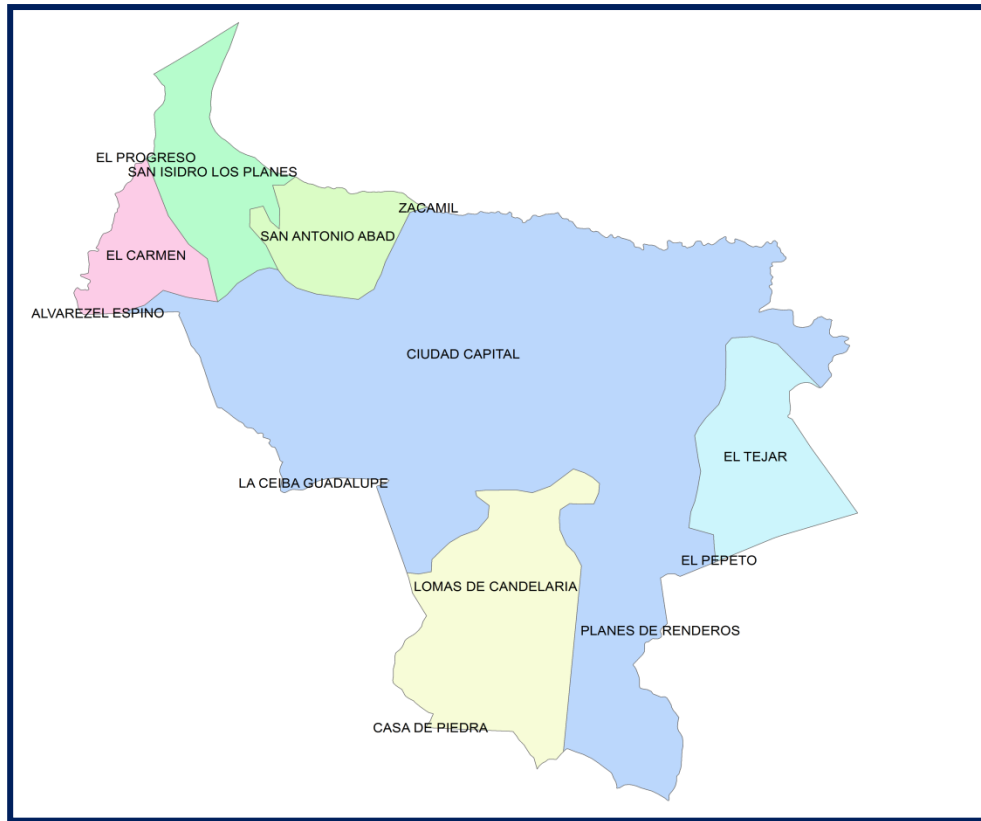 EL PROGRESO
SAN ISIDRO LOS PLANES
ZACAMIL
SAN ANTONIO ABAD
EL CARMEN
ALVAREZEL ESPINO
CIUDAD CAPITAL
EL TEJAR
LA CEIBA GUADALUPE
EL PEPETO
LOMAS DE CANDELARIA
PLANES DE RENDEROS
CASA DE PIEDRA